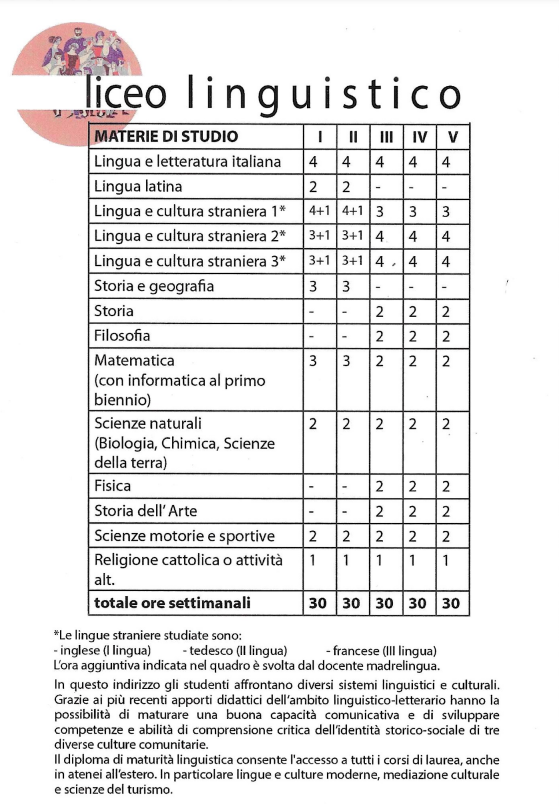 liceo linguistico
MATERIE DI STUDIO I II III IV V
Lingua e letteratura italiana 4 4 4 4 4
Lingua latina 2 2 - - -
Lingua e cultura straniera 1* 4+1 4+1 3 3 3
Lingua e cultura straniera 2* 3+1 3+1 4 4 4
Lingua e cultura straniera 3* 3+1 3+1 4 4 4
Storia e geografia 3 3 - - -
Storia - - 2 2 2
Filosofia - - 2 2 2
Matematica 3 3 2 2 2
(con informatica al primo
biennio)
Scienze naturali 2 2 2 2 2
(Biologia, Chimica, Scienze
della terra)
Fisica - - 2 2 2
Storia dell'Arte - - 2 2 2
Scienze motorie e sportive 2 2 2 2 2
Religione cattolica o attività 1 1 1 1 1
alt.
totale ore settimanali 30 30 30 30 30
*Le lingue straniere studiate sono:
- inglese (I lingua) - tedesco (II lingua) - francese (III lingua)
L'ora aggiuntiva indicata nel quadro è svolta dal docente madrelingua.
In questo indirizzo gli studenti affrontano diversi sistemi linguistici e culturali.
Grazie ai più recenti apporti didattici dell'ambito linguistico-letterario hanno la
possibilità di maturare una buona capacità comunicativa e di sviluppare
competenze e abilità di comprensione critica dell'identità storico-sociale di tre
diverse culture comunitarie.
Il diploma di maturità linguistica consente l'accesso a tutti i corsi di laurea, anche
in atenei all'estero. In particolare lingue e culture moderne, mediazione culturale
e scienze del turismo.